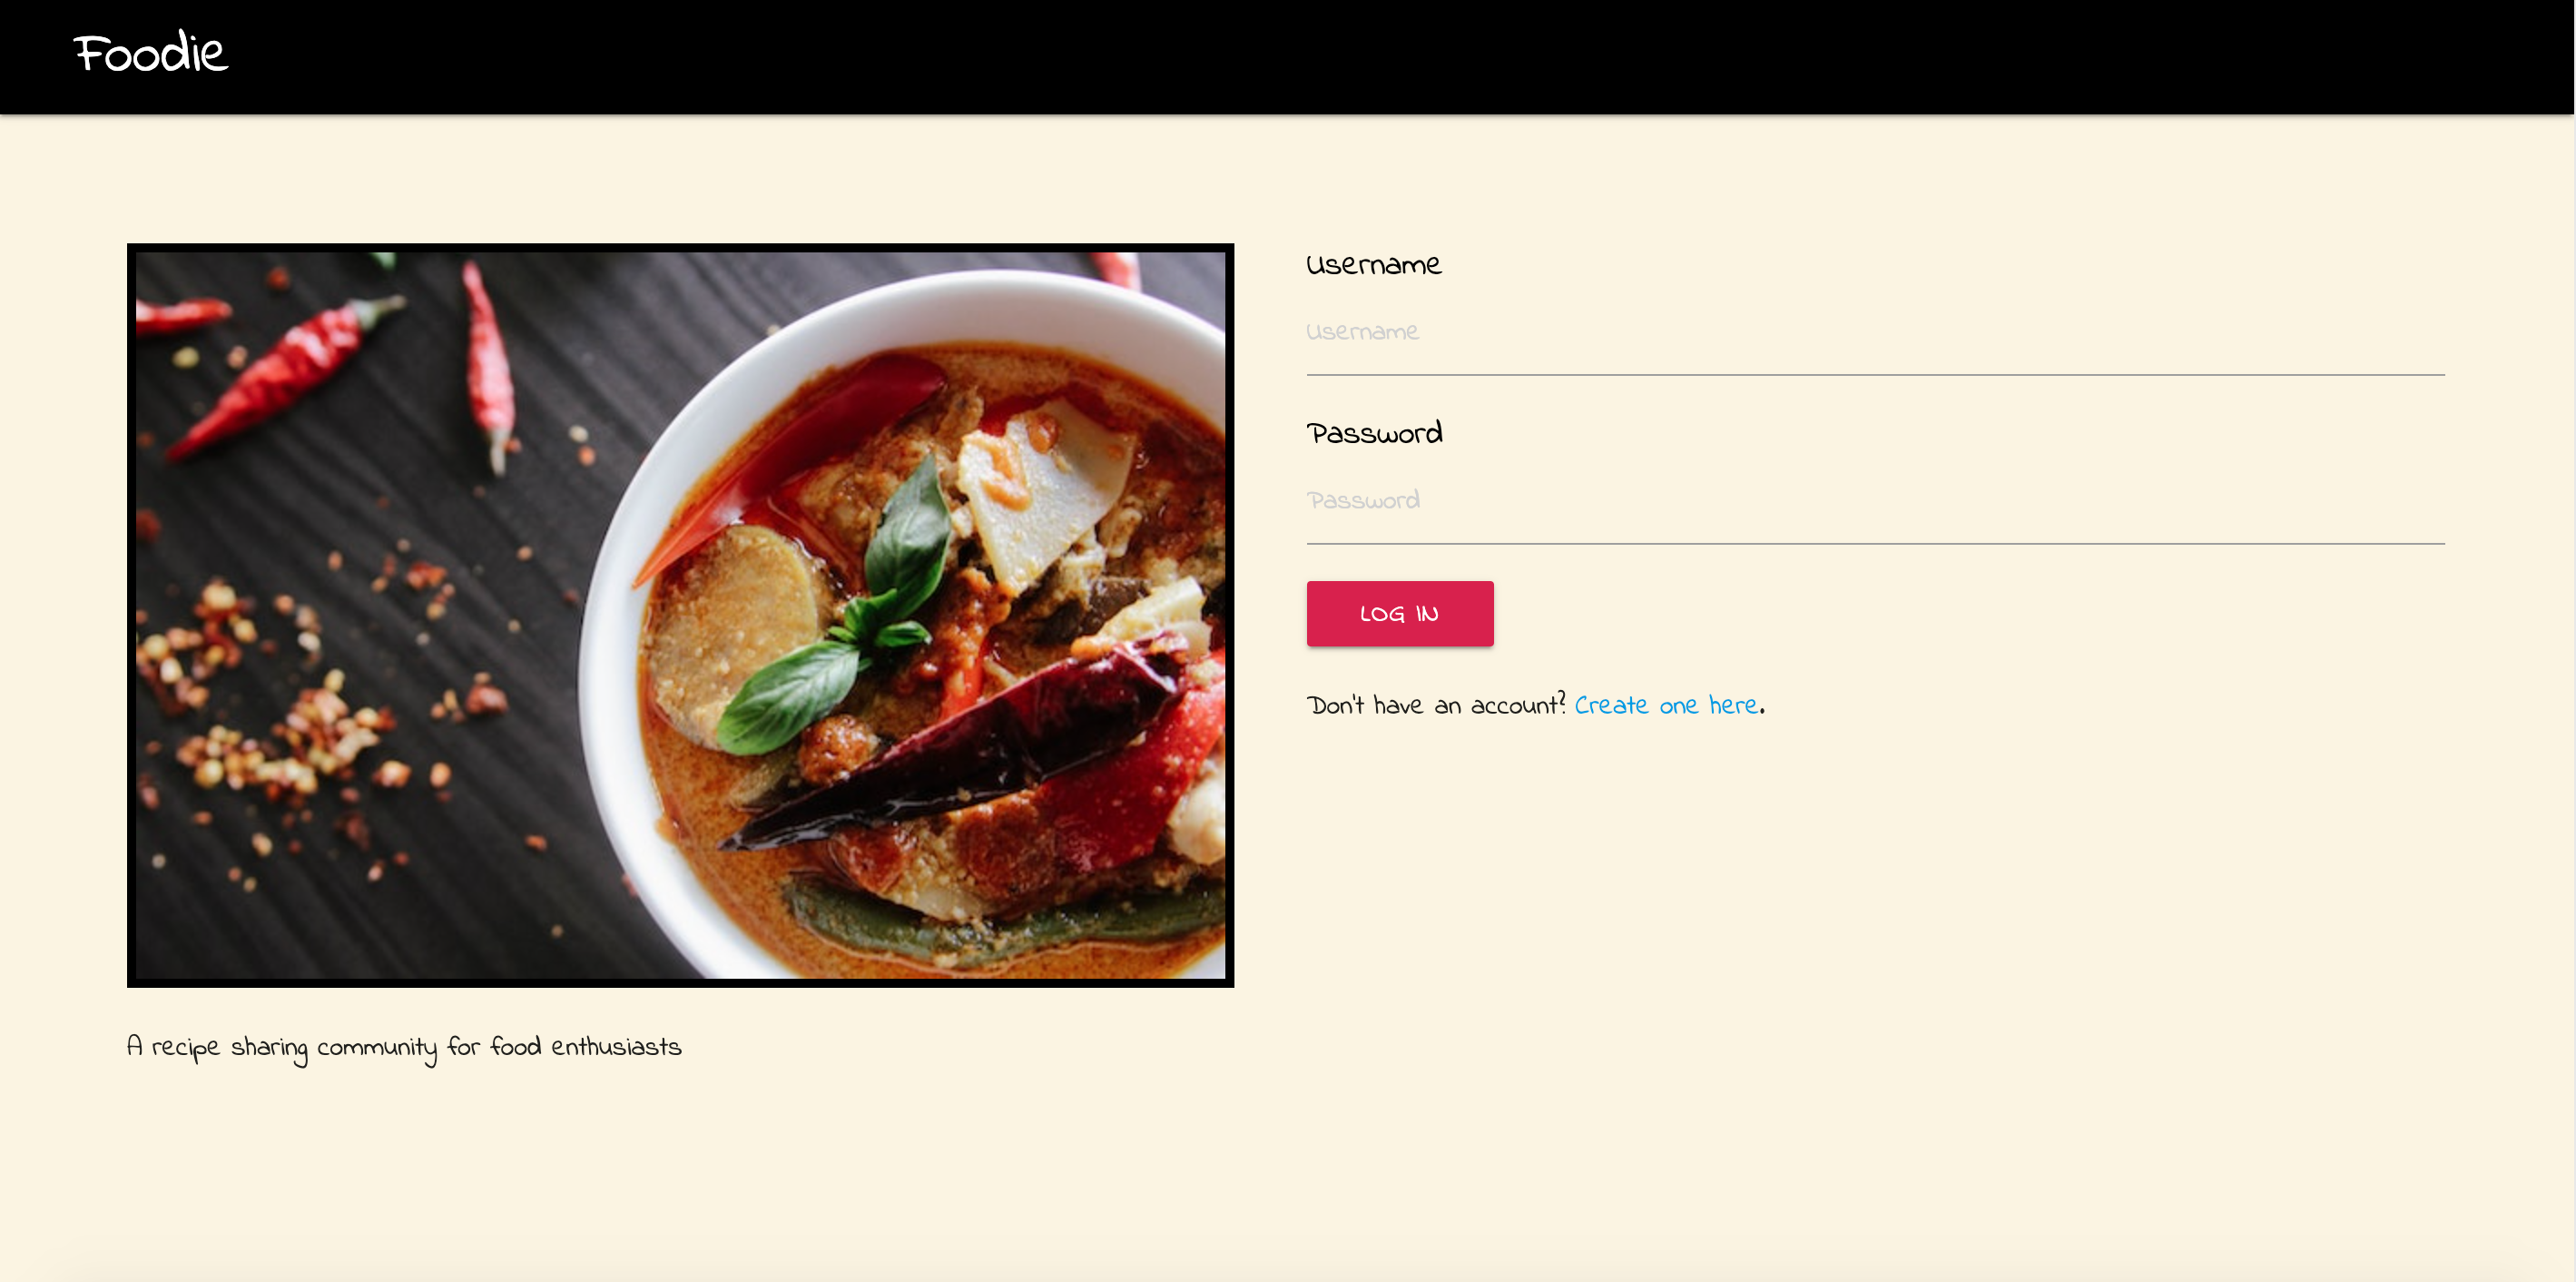 Foodie
Username
Username
Password
Password
LOG IN
Don't have an account? Create one here.
A recipe sharing community for food enthusiasts